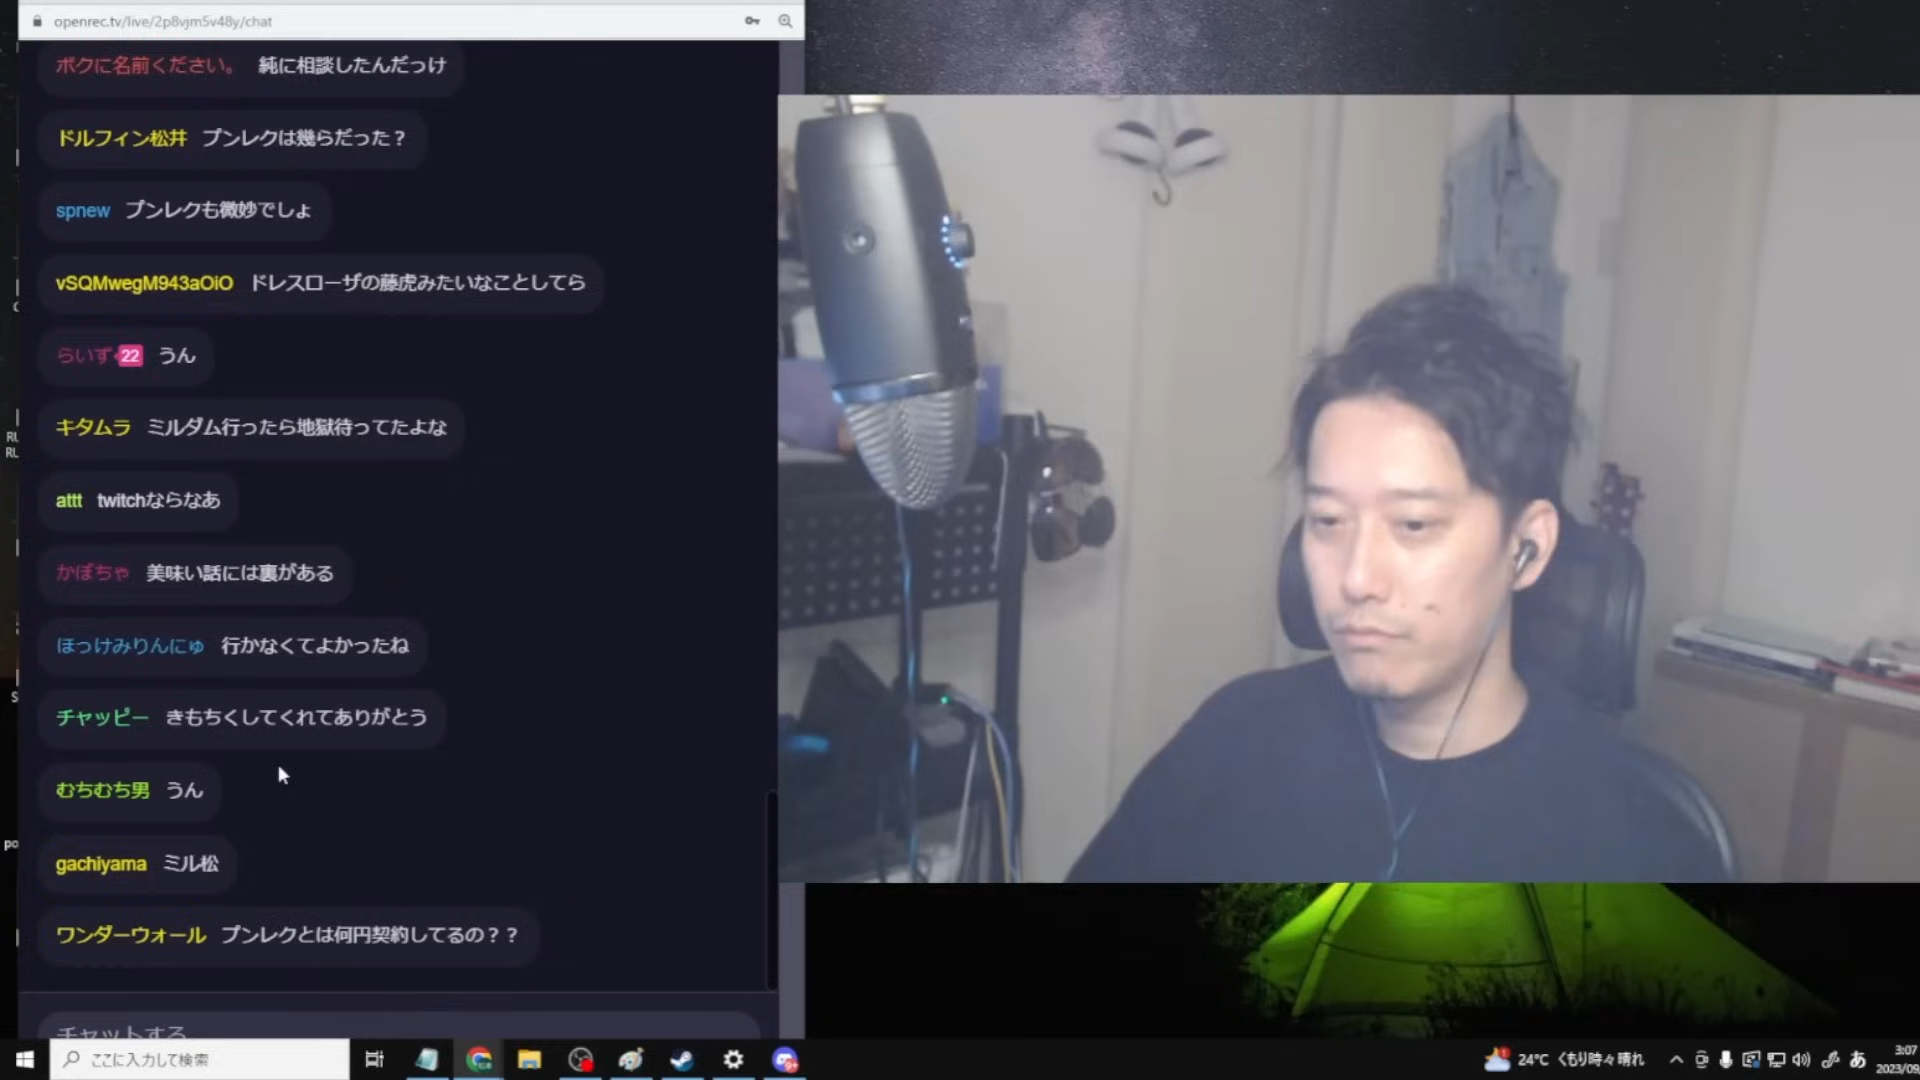 openrec.tv/live/2p8vjm5v48y/chat
ボクに名前ください。 純に相談したんだっけ
ドルフィン松井 プンレクは幾らだった？
spnew プンレクも微妙でしょ
vSQMwegM943aOiO ドレスローザの藤虎みたいなことしてら
らいず 22 うん
キタムラ ミルダム行ったら地獄待ってたよな
attt twitchならなあ
かぼちゃ 美味い話には裏がある
ほっけみりんにゅ 行かなくてよかったね
チャッピー きもちくしてくれてありがとう
むちむち男 うん
gachiyama ミル松
ワンダーウォール プンレクとは何円契約してるの？？
チャットする
ここに入力して検索
24°C くもり時々晴れ
あ
3:07
2023/09